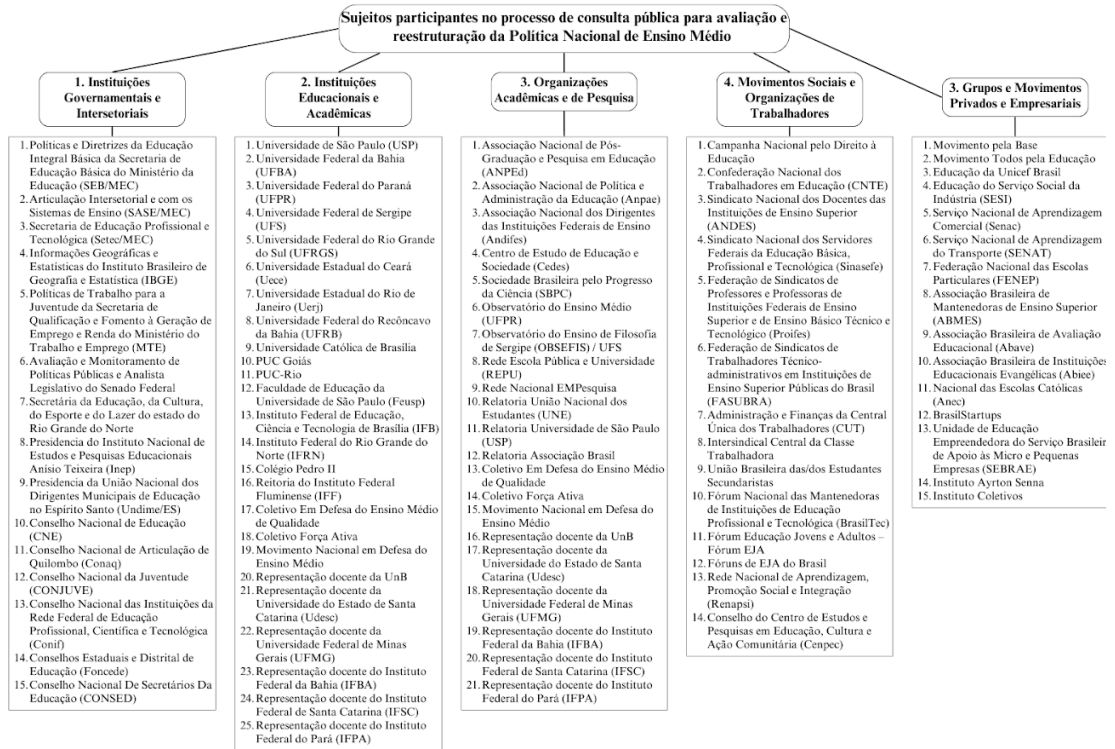 Sujeitos participantes no processo de consulta pública para avaliação e
reestruturação da Política Nacional de Ensino Médio
1. Instituições
Governamentais e
Intersetoriais
1. Políticas e Diretrizes da Educação
Integral Básica da Secretaria de
Educação Básica do Ministério da
Educação (SEB/MEC)
2. Articulação Intersetorial e com os
Sistemas de Ensino (SASE/MEC)
3. Secretaria de Educação Profissional e
Tecnológica (Setec/MEC)
4. Informações Geográficas e
Estatísticas do Instituto Brasileiro de
Geografia e Estatística (IBGE)
5. Políticas de Trabalho para a
Juventude da Secretaria de
Qualificação e Fomento à Geração de
Emprego e Renda do Ministério do
Trabalho e Emprego (MTE)
6. Avaliação e Monitoramento de
Políticas Públicas e Analista
Legislativo do Senado Federal
7. Secretária da Educação, da Cultura,
do Esporte e do Lazer do estado do
Rio Grande do Norte
8. Presidencia do Instituto Nacional de
Estudos e Pesquisas Educacionais
Anísio Teixeira (Inep)
9. Presidencia da União Nacional dos
Dirigentes Municipais de Educação
no Espírito Santo (Undime/ES)
10. Conselho Nacional de Educação
(CNE)
11. Conselho Nacional de Articulação de
Quilombo (Conaq)
12. Conselho Nacional da Juventude
(CONJUVE)
13. Conselho Nacional das Instituições da
Rede Federal de Educação
Profissional, Científica e Tecnológica
(Conif)
14. Conselhos Estaduais e Distrital de
Educação (Foncede)
15. Conselho Nacional De Secretários Da
Educação (CONSED)
2. Instituições
Educacionais e
Acadêmicas
1. Universidade de São Paulo (USP)
2. Universidade Federal da Bahia
(UFBA)
3. Universidade Federal do Paraná
(UFPR)
4. Universidade Federal de Sergipe
(UFS)
5. Universidade Federal do Rio Grande
do Sul (UFRGS)
6. Universidade Estadual do Ceará
(Uece)
7. Universidade Estadual do Rio de
Janeiro (Uerj)
8. Universidade Federal do Recôncavo
da Bahia (UFRB)
9. Universidade Católica de Brasília
10. PUC Goiás
11. PUC-Rio
12. Faculdade de Educação da
Universidade de São Paulo (Feusp)
13. Instituto Federal de Educação,
Ciência e Tecnologia de Brasília (IFB)
14. Instituto Federal do Rio Grande do
Norte (IFRN)
15. Colégio Pedro II
16. Reitoria do Instituto Federal
Fluminense (IFF)
17. Coletivo Em Defesa do Ensino Médio
de Qualidade
18. Coletivo Força Ativa
19. Movimento Nacional em Defesa do
Ensino Médio
20. Representação docente da UnB
21. Representação docente da
Universidade do Estado de Santa
Catarina (Udesc)
22. Representação docente da
Universidade Federal de Minas
Gerais (UFMG)
23. Representação docente do Instituto
Federal da Bahia (IFBA)
24. Representação docente do Instituto
Federal de Santa Catarina (IFSC)
25. Representação docente do Instituto
Federal do Pará (IFPA)
3. Organizações
Acadêmicas e de Pesquisa
1. Associação Nacional de Pós-
Graduação e Pesquisa em Educação
(ANPEd)
2. Associação Nacional de Política e
Administração da Educação (Anpae)
3. Associação Nacional dos Dirigentes
das Instituições Federais de Ensino
(Andifes)
4. Centro de Estudo de Educação e
Sociedade (Cedes)
5. Sociedade Brasileira pelo Progresso
da Ciência (SBPC)
6. Observatório do Ensino Médio
(UFPR)
7. Observatório do Ensino de Filosofia
de Sergipe (OBSEFIS) / UFS
8. Rede Escola Pública e Universidade
(REPU)
9. Rede Nacional EMPesquisa
10. Relatoria União Nacional dos
Estudantes (UNE)
11. Relatoria Universidade de São Paulo
(USP)
12. Relatoria Associação Brasil
13. Coletivo Em Defesa do Ensino Médio
de Qualidade
14. Coletivo Força Ativa
15. Movimento Nacional em Defesa do
Ensino Médio
16. Representação docente da UnB
17. Representação docente da
Universidade do Estado de Santa
Catarina (Udesc)
18. Representação docente da
Universidade Federal de Minas
Gerais (UFMG)
19. Representação docente do Instituto
Federal da Bahia (IFBA)
20. Representação docente do Instituto
Federal de Santa Catarina (IFSC)
21. Representação docente do Instituto
Federal do Pará (IFPA)
4. Movimentos Sociais e
Organizações de
Trabalhadores
1. Campanha Nacional pelo Direito à
Educação
2. Confederação Nacional dos
Trabalhadores em Educação (CNTE)
3. Sindicato Nacional dos Docentes das
Instituições de Ensino Superior
(ANDES)
4. Sindicato Nacional dos Servidores
Federais da Educação Básica,
Profissional e Tecnológica (Sinasefe)
5. Federação de Sindicatos de
Professores e Professoras de
Instituições Federais de Ensino
Superior e de Ensino Básico Técnico e
Tecnológico (Proifes)
6. Federação de Sindicatos de
Trabalhadores Técnico-
administrativos em Instituições de
Ensino Superior Públicas do Brasil
(FASUBRA)
7. Administração e Finanças da Central
Única dos Trabalhadores (CUT)
8. Intersindical Central da Classe
Trabalhadora
9. União Brasileira das/dos Estudantes
Secundaristas
10. Fórum Nacional das Mantenedoras
de Instituições de Educação
Profissional e Tecnológica (BrasilTec)
11. Fórum Educação Jovens e Adultos –
Fórum EJA
12. Fóruns de EJA do Brasil
13. Rede Nacional de Aprendizagem,
Promoção Social e Integração
(Renapsi)
14. Conselho do Centro de Estudos e
Pesquisas em Educação, Cultura e
Ação Comunitária (Cenpec)
3. Grupos e Movimentos
Privados e Empresariais
1. Movimento pela Base
2. Movimento Todos pela Educação
3. Educação da Unicef Brasil
4. Educação do Serviço Social da
Indústria (SESI)
5. Serviço Nacional de Aprendizagem
Comercial (Senac)
6. Serviço Nacional de Aprendizagem
do Transporte (SENAT)
7. Federação Nacional das Escolas
Particulares (FENEP)
8. Associação Brasileira de
Mantenedoras de Ensino Superior
(ABMES)
9. Associação Brasileira de Avaliação
Educacional (Abave)
10. Associação Brasileira de Instituições
Educacionais Evangélicas (Abiee)
11. Nacional das Escolas Católicas
(Anec)
12. BrasilStartups
13. Unidade de Educação
Empreendedora do Serviço Brasileir
de Apoio às Micro e Pequenas
Empresas (SEBRAE)
14. Instituto Ayrton Senna
15. Instituto Coletivos